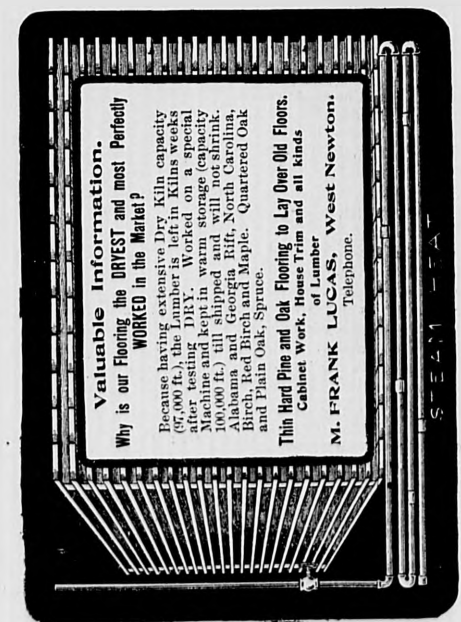 Valuable Information.
Why is our Flooring the DRYEST and most Perfectly
WORKED in the Market?
Because having extensive Dry Kiln capacity
(97,000 ft.), the Lumber is left in Kilns weeks
after testing DRY. Worked on a special
Machine and kept in warm storage (capacity
100,000 ft.) till shipped and will not shrink.
Alabama and Georgia Rift, North Carolina,
Birch, Red Birch and Maple. Quartered Oak
and Plain Oak, Spruce.
Thin Hard Pine and Oak Flooring to Lay Over Old Floors.
Cabinet Work, House Trim and all kinds
of Lumber
M. FRANK LUCAS, West Newton.
Telephone.
STEAM HEAT